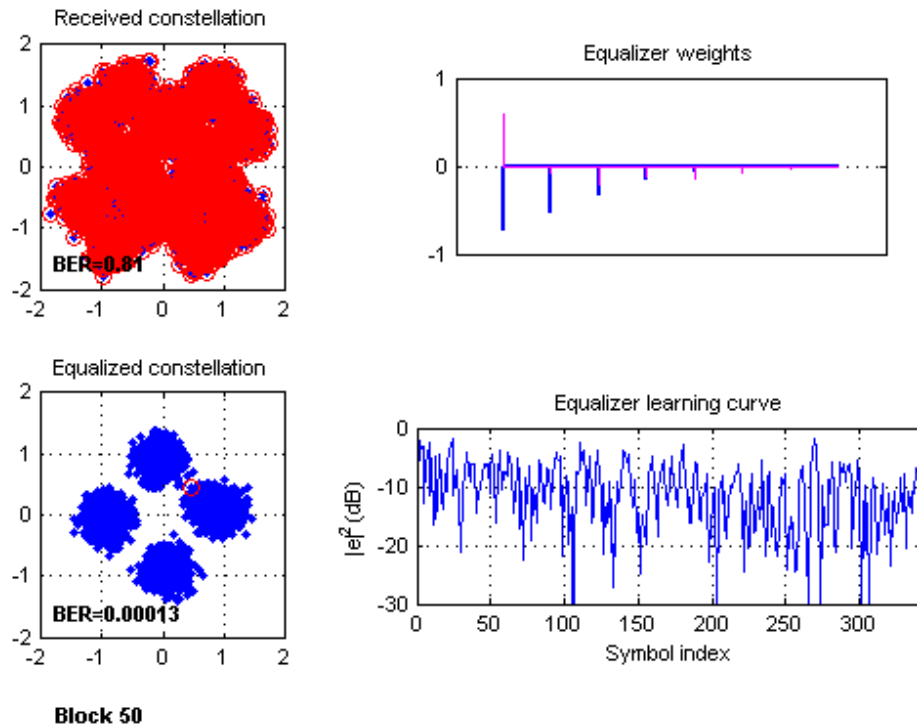 Received constellation
2
1
0
-1
-2
BER=0.81
-2 -1 0 1 2
Equalizer weights
1
0
-1
Equalized constellation
2
1
0
-1
-2
BER=0.00013
-2 -1 0 1 2
Equalizer learning curve
|e|² (dB)
0
-10
-20
-30
0 50 100 150 200 250 300
Symbol index
Block 50